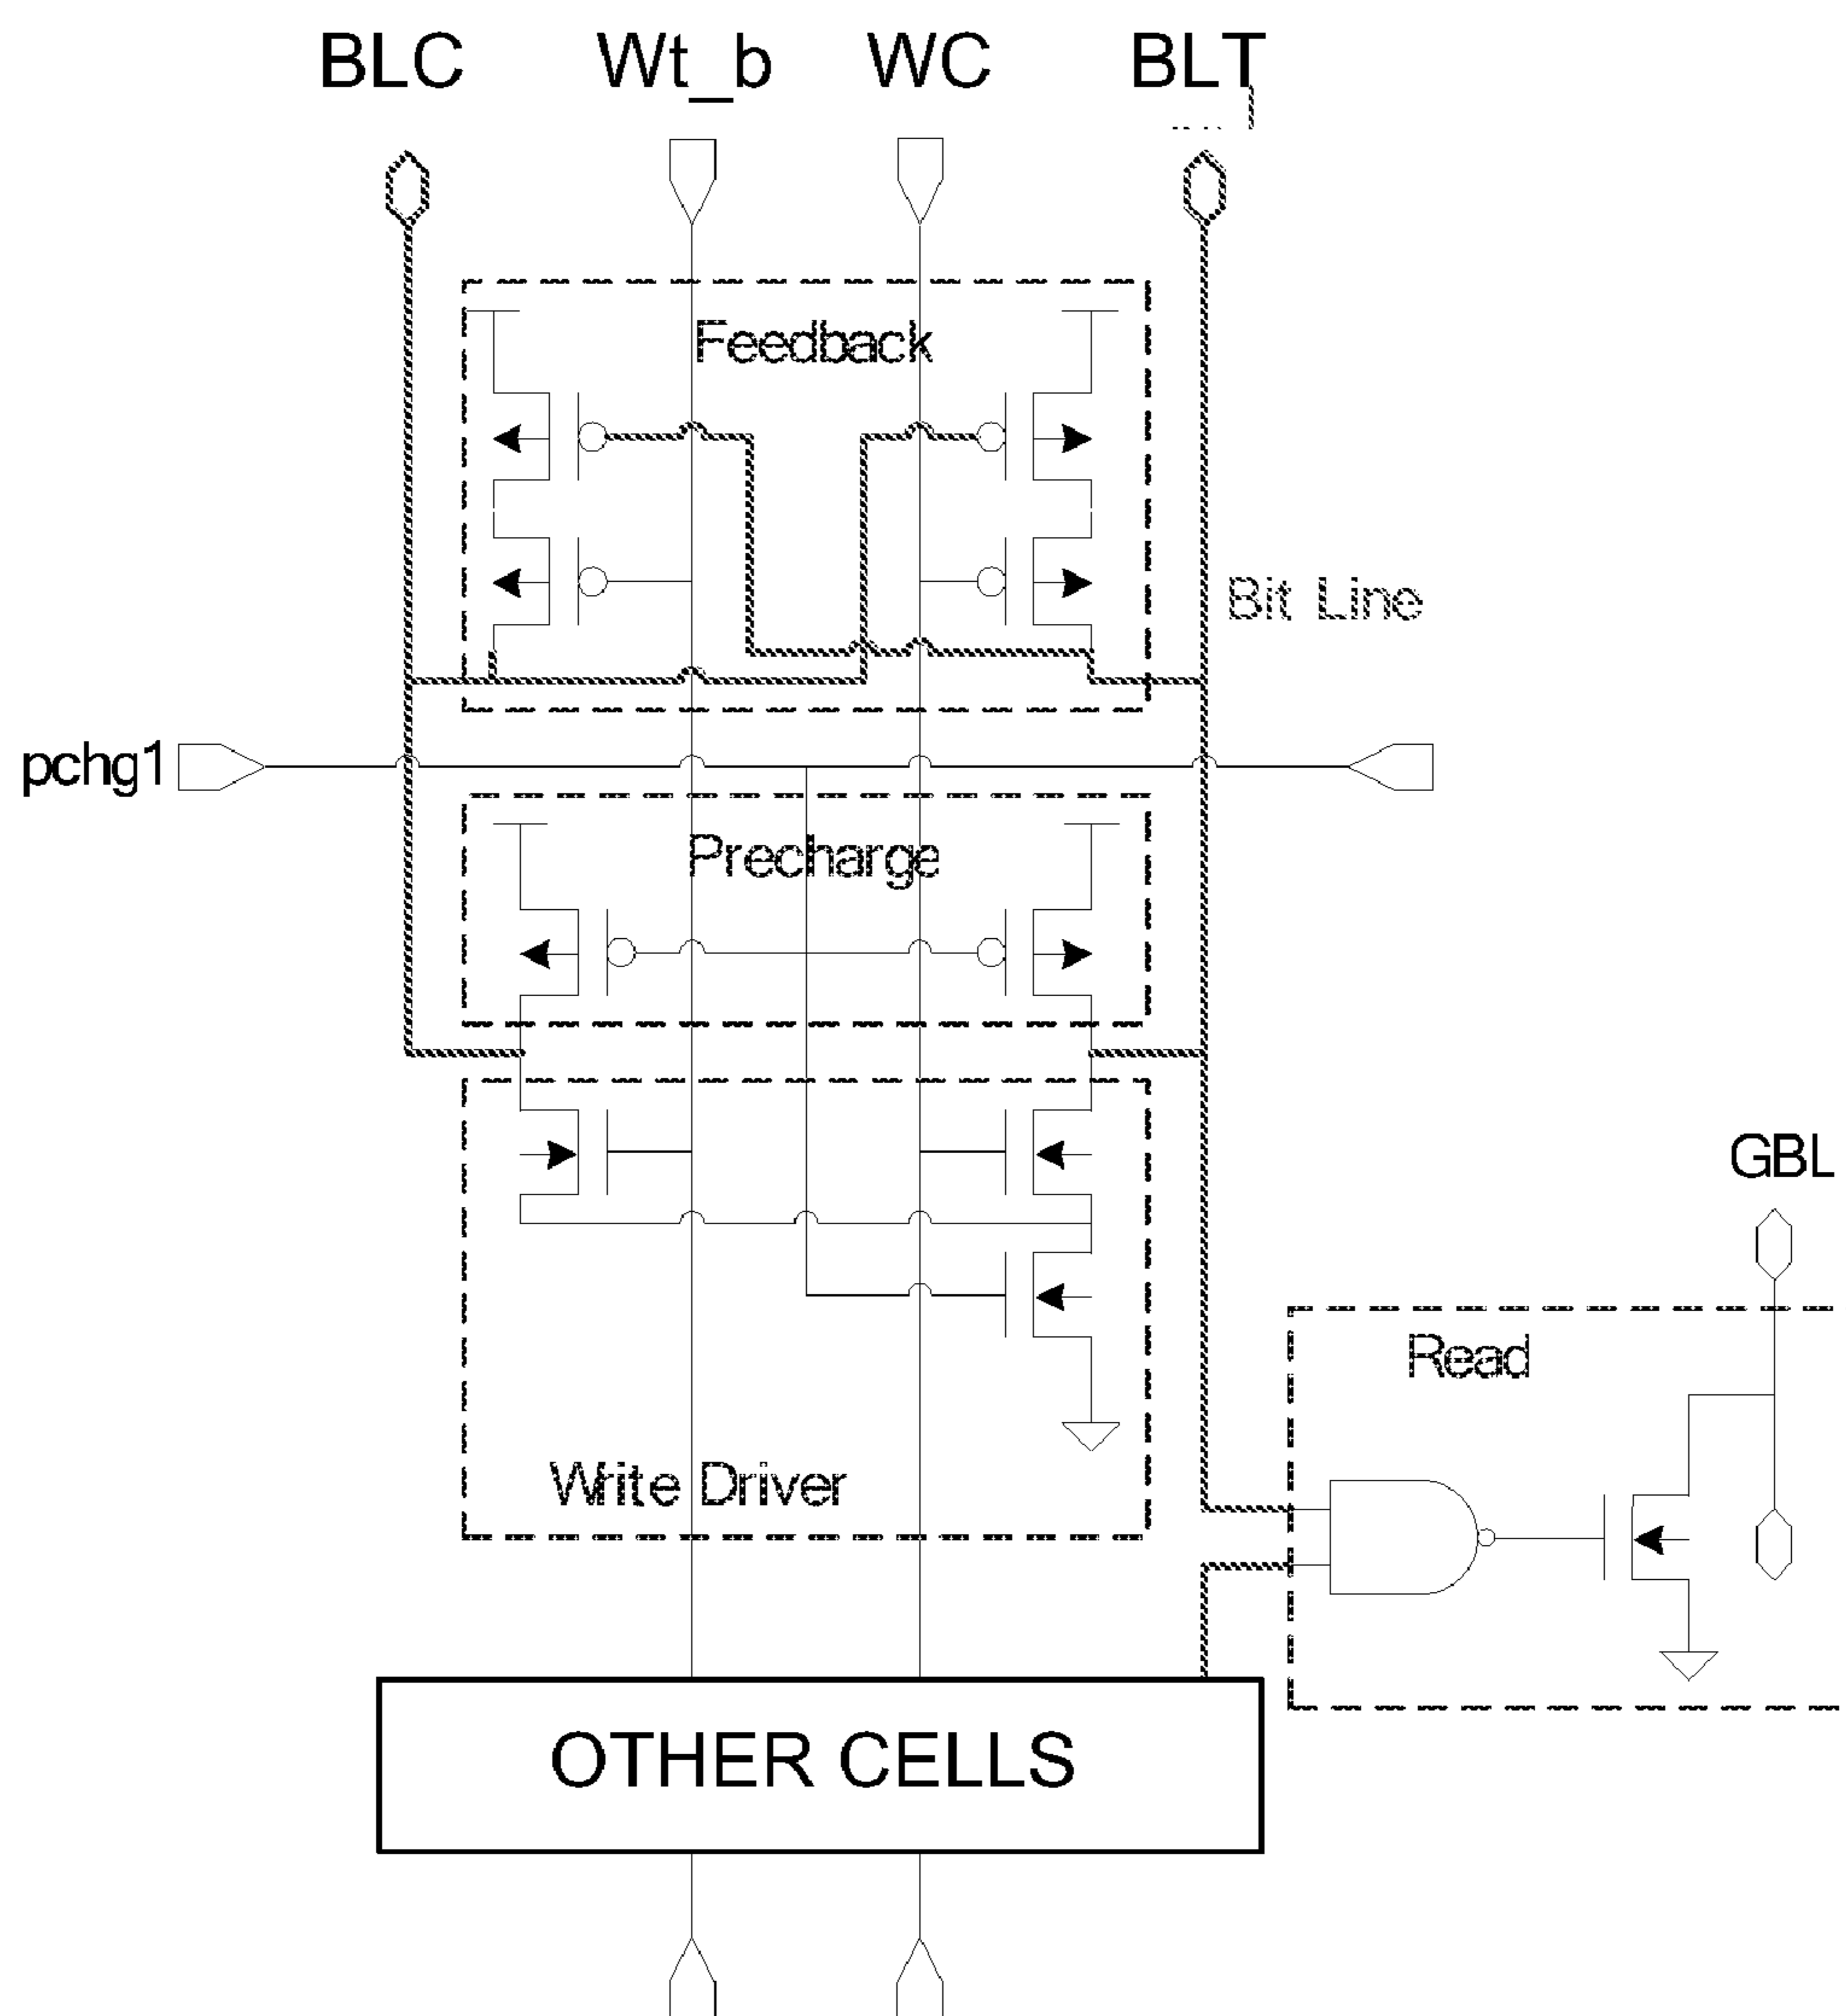 BLC Wt_b WC BLT
Feedback
Bit Line
pchg1
Precharge
GBL
Read
Write Driver
OTHER CELLS